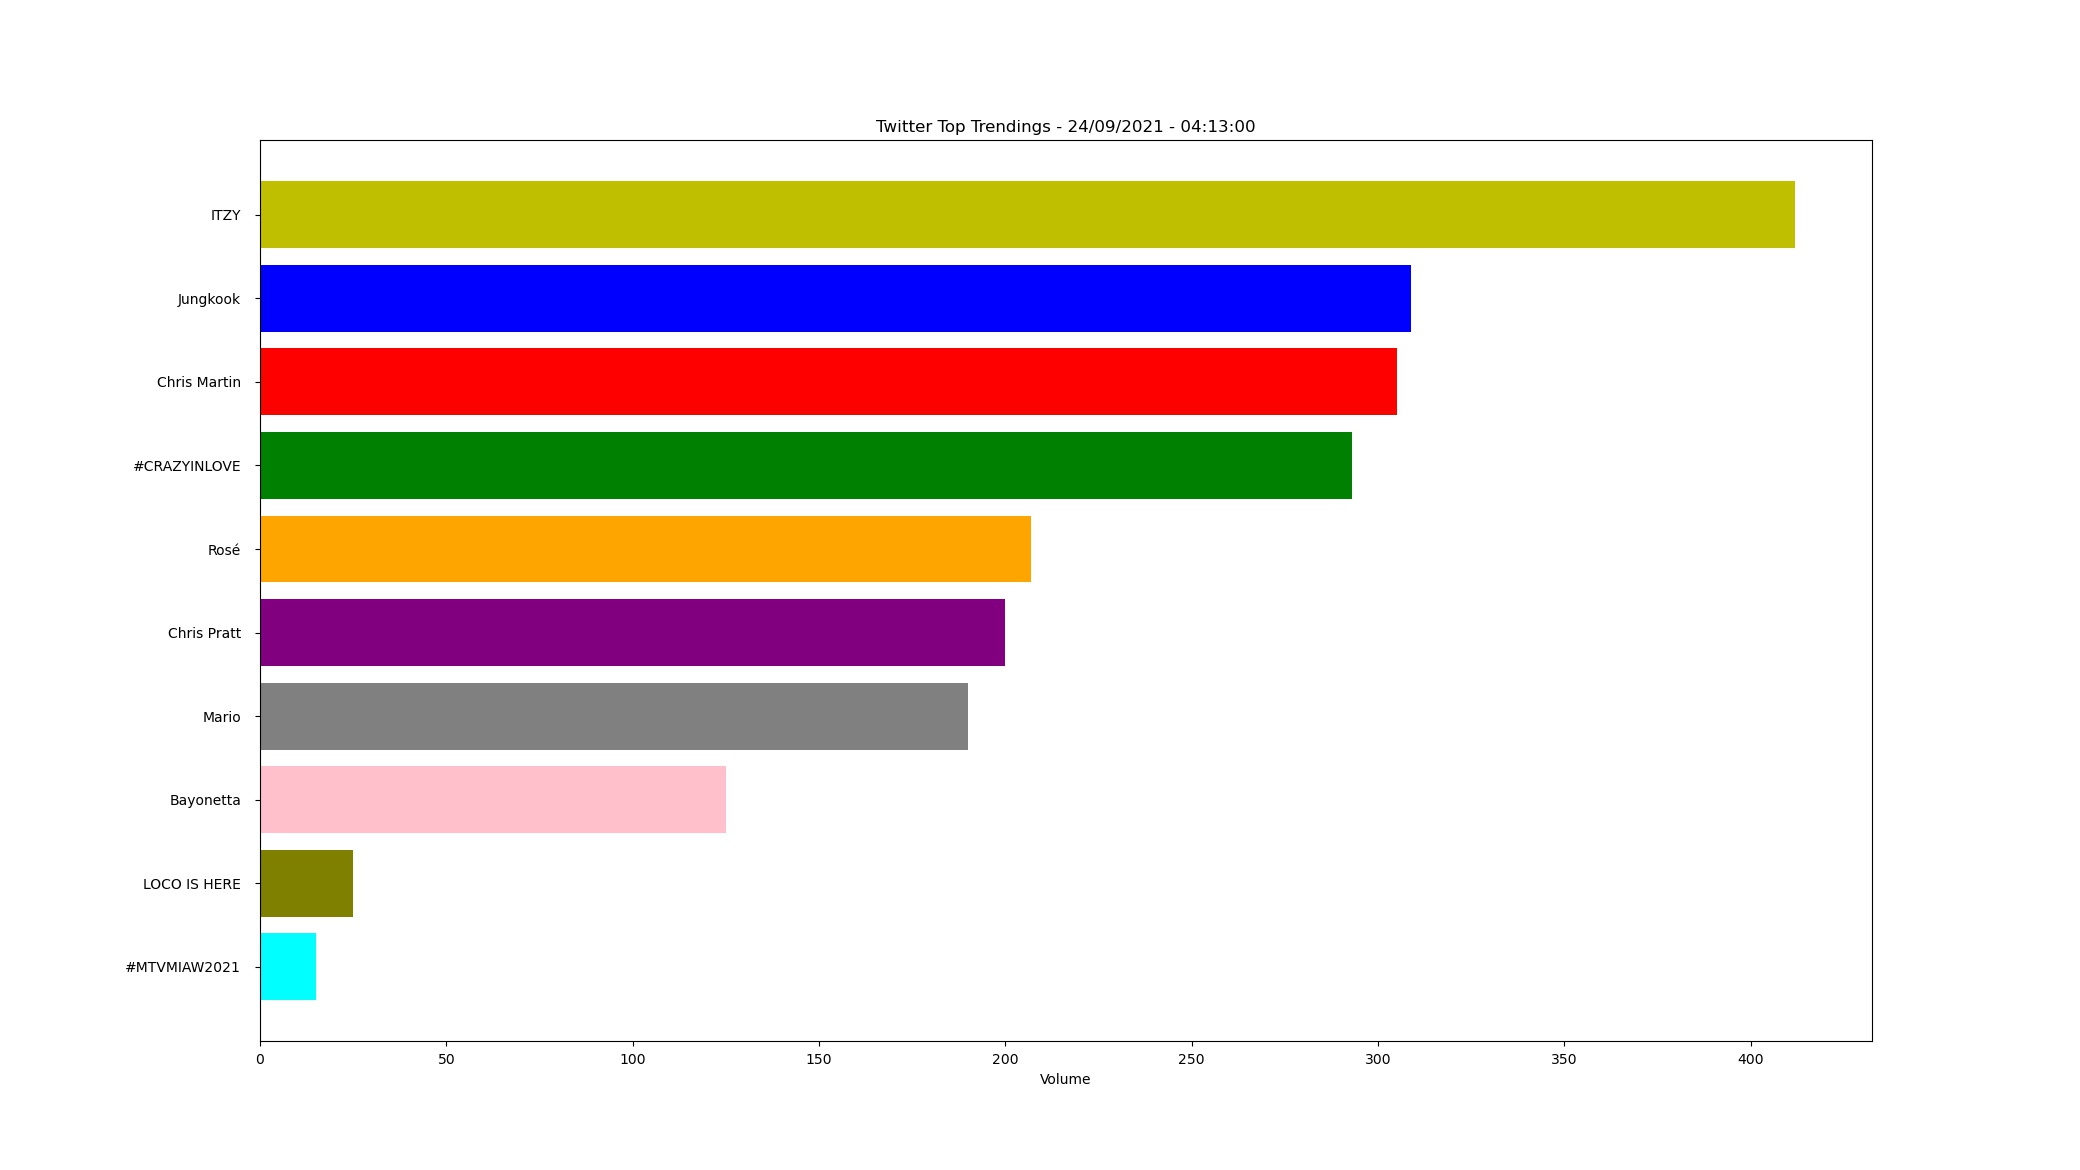 Twitter Top Trendings - 24/09/2021 - 04:13:00
ITZY
Jungkook
Chris Martin
#CRAZYINLOVE
Rosé
Chris Pratt
Mario
Bayonetta
LOCO IS HERE
#MTVMIAW2021
0 50 100 150 200 250 300 350 400
Volume